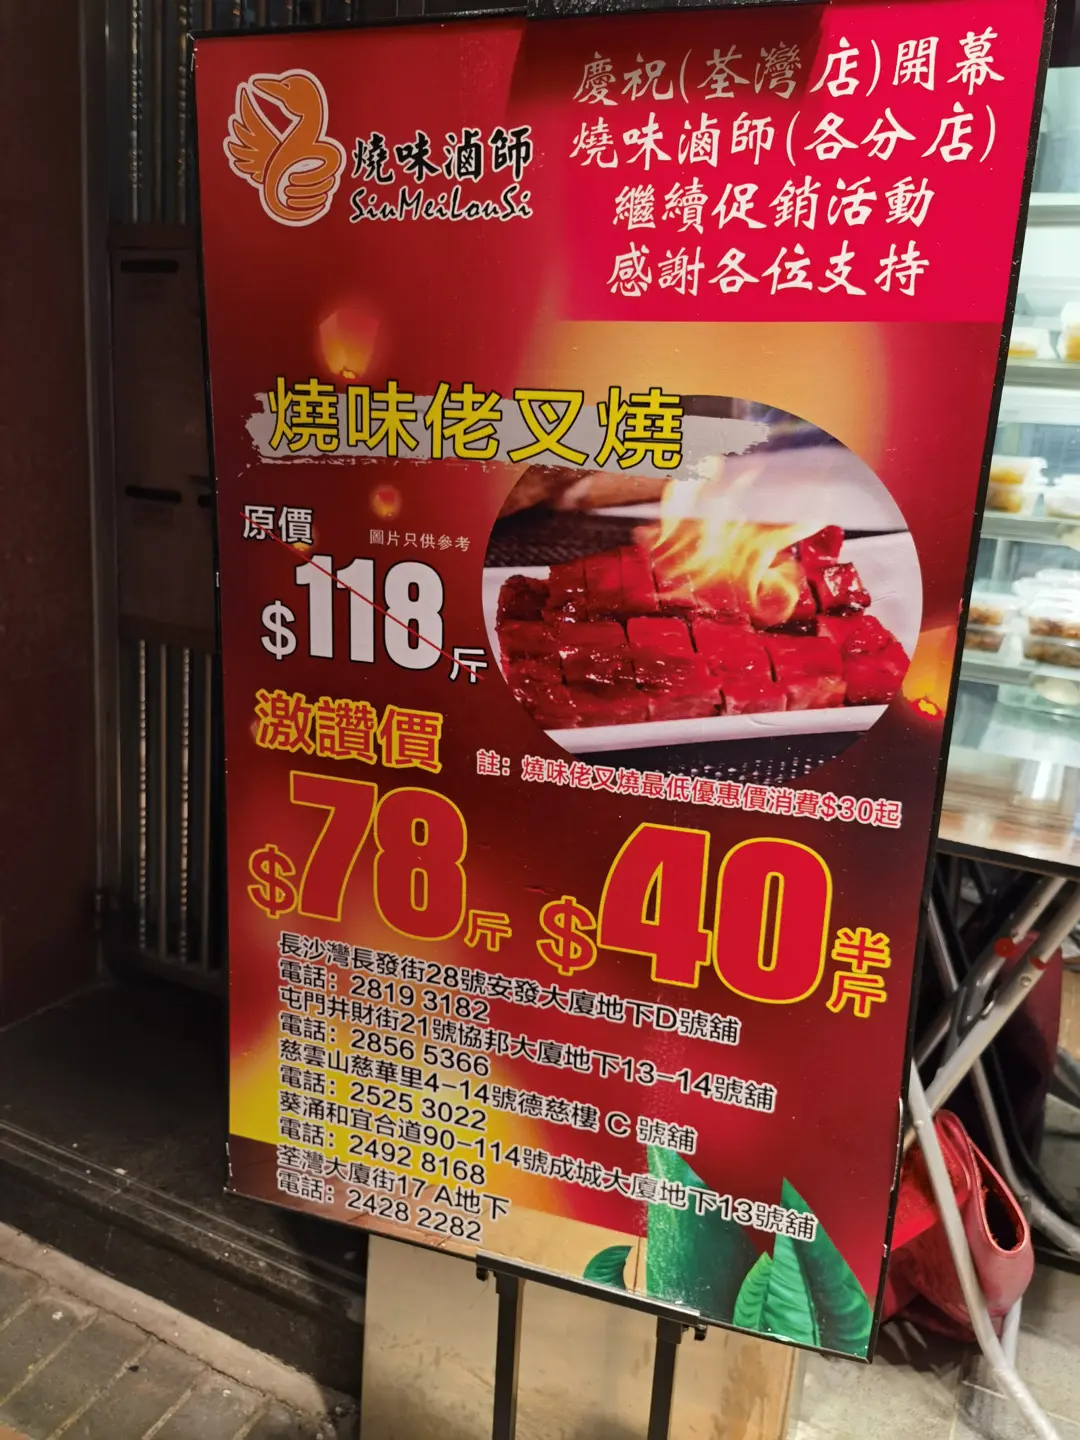 燒味滷師
SiuMeiLouSi
慶祝(荃灣店)開幕
燒味滷師(各分店)
繼續促銷活動
感謝各位支持
燒味佬叉燒
原價
圖片只供參考
$118斤
激讚價
註：燒味佬叉燒最低優惠價消費$30起
$78斤 $40半斤
長沙灣長發街28號安發大廈地下D號舖
電話：2819 3182
屯門井財街21號協邦大廈地下13-14號舖
電話：2856 5366
慈雲山慈華里4-14號德慈樓 C 號舖
電話：2525 3022
葵涌和宜合道90-114號成城大廈地下13號舖
電話：2492 8168
荃灣大廈街17 A地下
電話：2428 2282